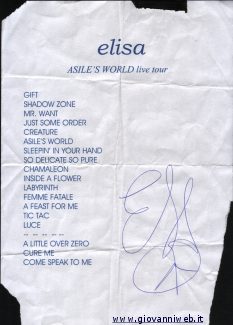 elisa
ASILE'S WORLD live tour
GIFT
SHADOW ZONE
MR. WANT
JUST SOME ORDER
CREATURE
ASILE'S WORLD
SLEEPIN' IN YOUR HAND
SO DELICATE SO PURE
CHAMALEON
INSIDE A FLOWER
LABYRINTH
FEMME FATALE
A FEAST FOR ME
TIC TAC
LUCE
-- -- -- -- --
A LITTLE OVER ZERO
CURE ME
COME SPEAK TO ME
www.giovanniweb.it